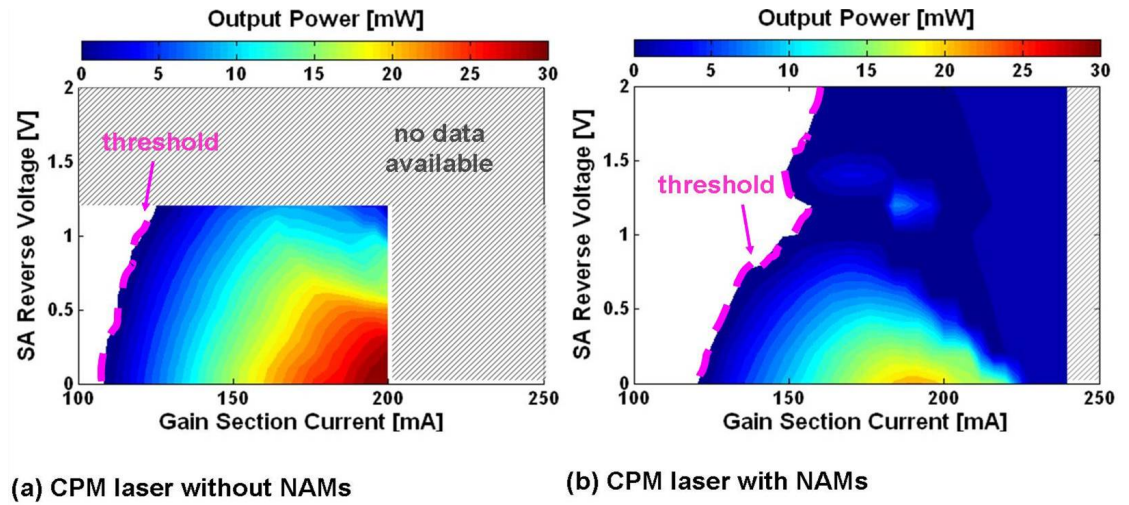 Output Power [mW]
0 5 10 15 20 25 30
SA Reverse Voltage [V]
2
1.5
1
0.5
0
threshold
no data
available
100 150 200 250
Gain Section Current [mA]
(a) CPM laser without NAMs
Output Power [mW]
0 5 10 15 20 25 30
SA Reverse Voltage [V]
2
1.5
1
0.5
0
threshold
100 150 200 250
Gain Section Current [mA]
(b) CPM laser with NAMs